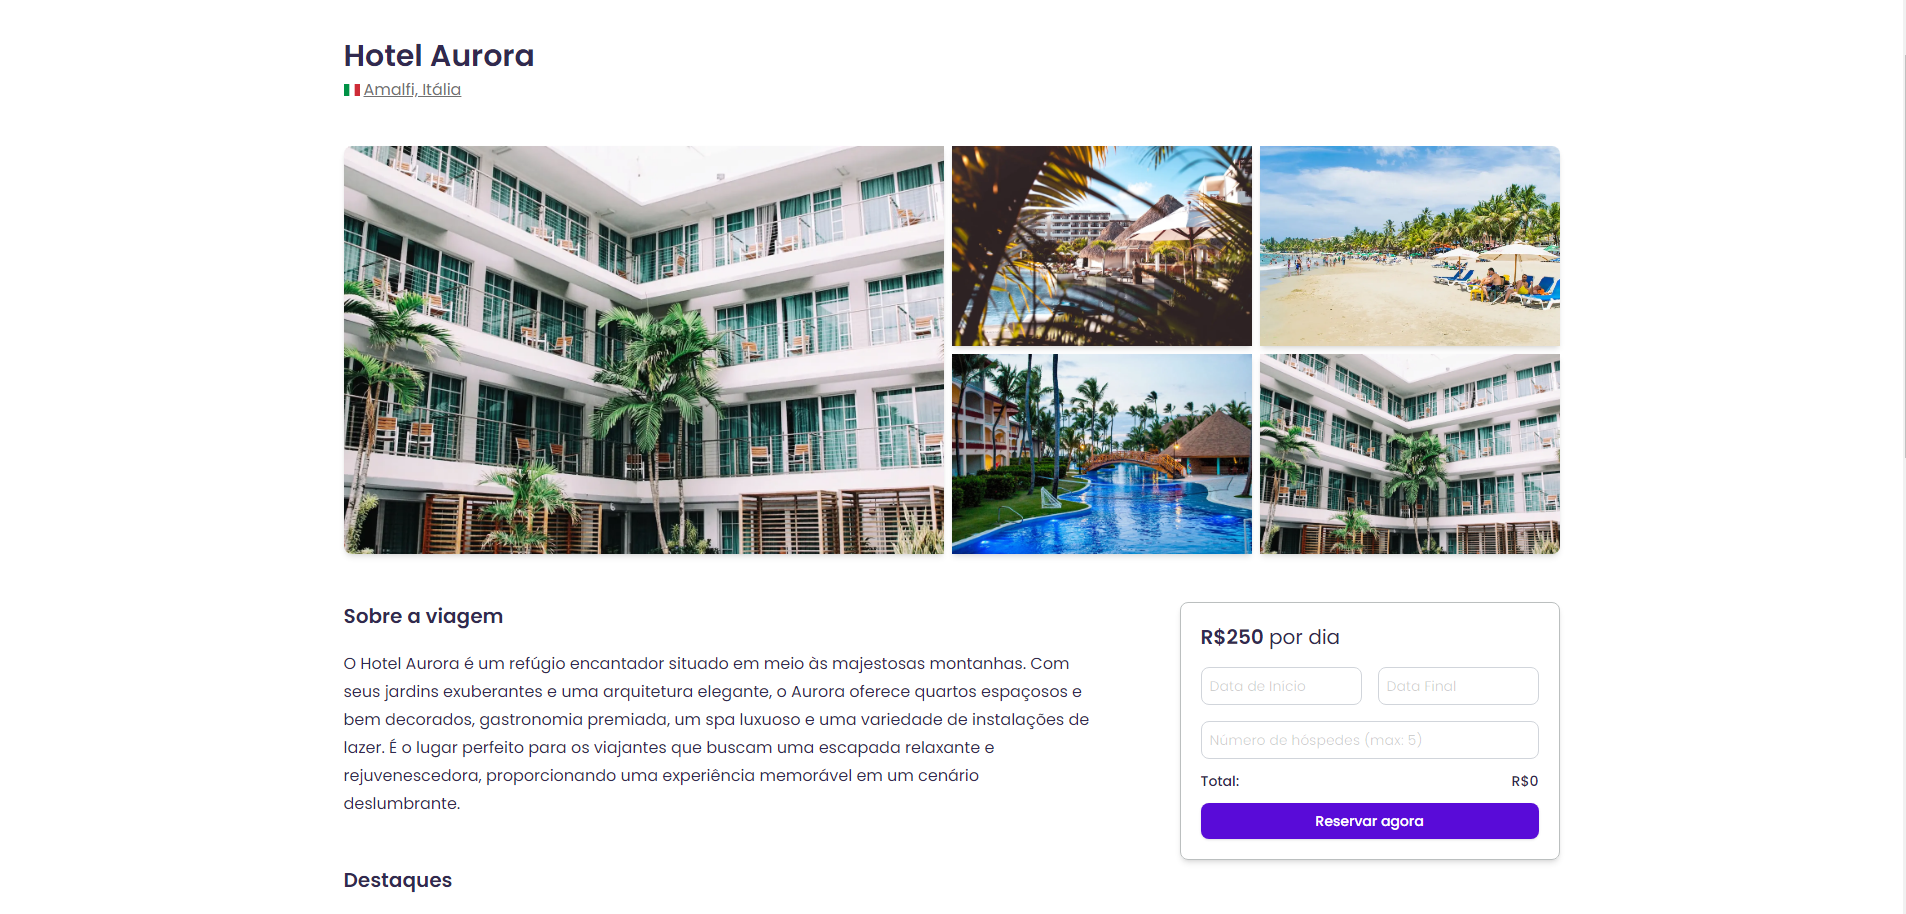 Hotel Aurora
Amalfi, Itália
Sobre a viagem
O Hotel Aurora é um refúgio encantador situado em meio às majestosas montanhas. Com
seus jardins exuberantes e uma arquitetura elegante, o Aurora oferece quartos espaçosos e
bem decorados, gastronomia premiada, um spa luxuoso e uma variedade de instalações de
lazer. É o lugar perfeito para os viajantes que buscam uma escapada relaxante e
rejuvenescedora, proporcionando uma experiência memorável em um cenário
deslumbrante.
Destaques
R$250 por dia
Data de Início
Data Final
Número de hóspedes (max: 5)
Total:
R$0
Reservar agora